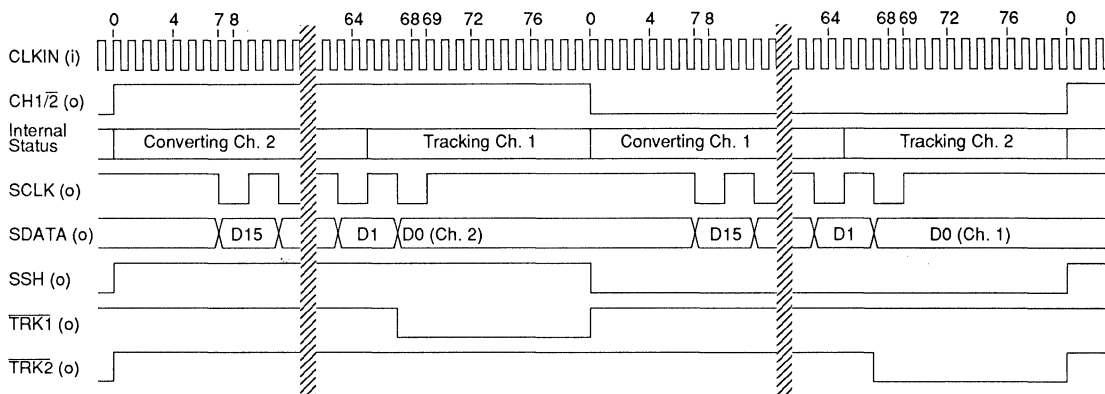 0 4 7 8 64 68 69 72 76 0 4 7 8 64 68 69 72 76 0
CLKIN (i)
CH1/2̅ (o)
Internal Status
Converting Ch. 2 Tracking Ch. 1 Converting Ch. 1 Tracking Ch. 2
SCLK (o)
SDATA (o) D15 D1 D0 (Ch. 2) D15 D1 D0 (Ch. 1)
SSH (o)
T̅R̅K̅1̅ (o)
T̅R̅K̅2̅ (o)